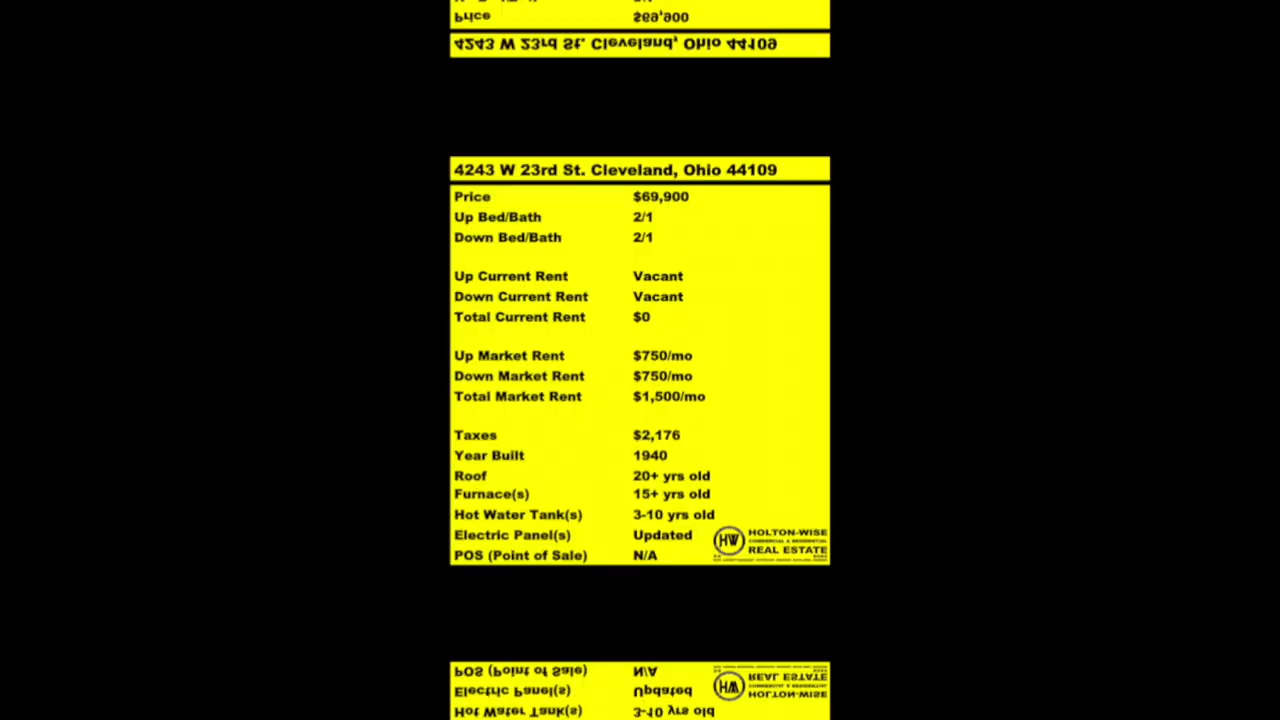 Price $69,900
4243 W 23rd St. Cleveland, Ohio 44109
4243 W 23rd St. Cleveland, Ohio 44109
Price $69,900
Up Bed/Bath 2/1
Down Bed/Bath 2/1
Up Current Rent Vacant
Down Current Rent Vacant
Total Current Rent $0
Up Market Rent $750/mo
Down Market Rent $750/mo
Total Market Rent $1,500/mo
Taxes $2,176
Year Built 1940
Roof 20+ yrs old
Furnace(s) 15+ yrs old
Hot Water Tank(s) 3-10 yrs old
Electric Panel(s) Updated
POS (Point of Sale) N/A
HW HOLTON-WISE
COMMERCIAL & RESIDENTIAL
REAL ESTATE
POS (Point of Sale) N/A
REAL ESTATE
COMMERCIAL & RESIDENTIAL
Electric Panel(s) Updated
HW HOLTON-WISE
Hot Water Tank(s) 3-10 yrs old